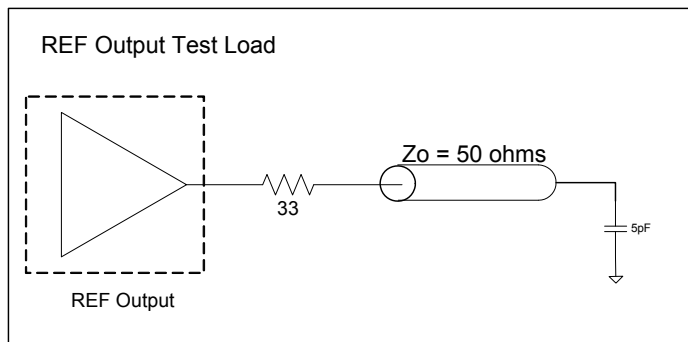 REF Output Test Load
Zo = 50 ohms
33
5pF
REF Output